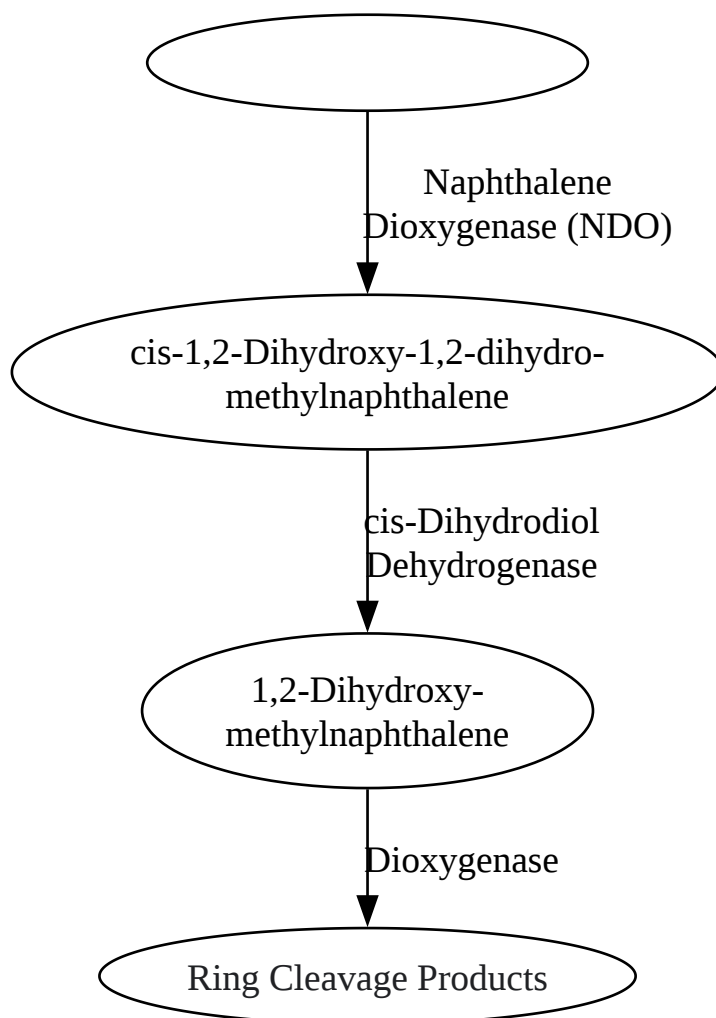 Naphthalene
Dioxygenase (NDO)
cis-1,2-Dihydroxy-1,2-dihydro-
methylnaphthalene
cis-Dihydrodiol
Dehydrogenase
1,2-Dihydroxy-
methylnaphthalene
Dioxygenase
Ring Cleavage Products